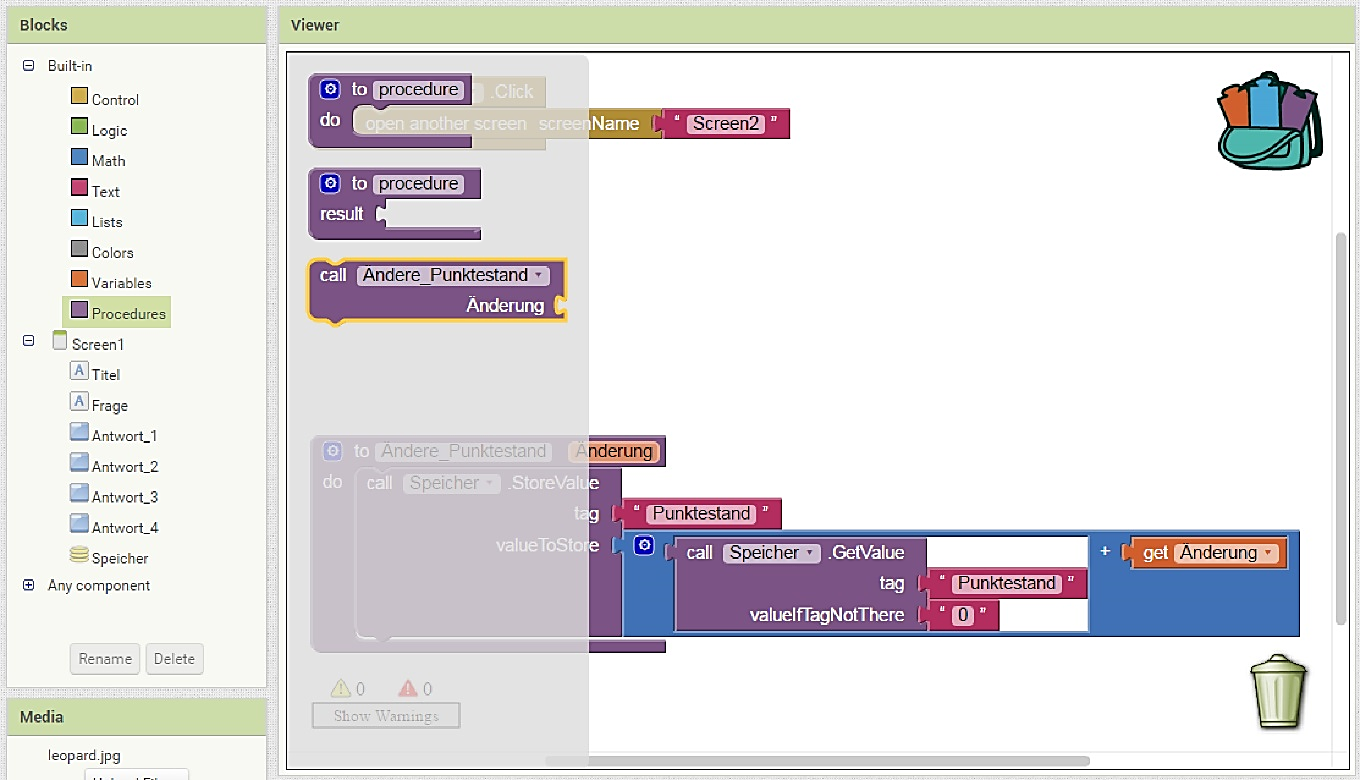 Blocks
Built-in
Control
Logic
Math
Text
Lists
Colors
Variables
Procedures
Screen1
Titel
Frage
Antwort_1
Antwort_2
Antwort_3
Antwort_4
Speicher
Any component
Rename Delete
Media
leopard.jpg
Viewer
to procedure .Click
do open another screen screenName “ Screen2 ”
to procedure
result
call Ändere_Punktestand
Änderung
to Ändere_Punktestand Änderung
do call Speicher .StoreValue
tag “ Punktestand ”
valueToStore call Speicher .GetValue + get Änderung
tag “ Punktestand ”
valueIfTagNotThere “ 0 ”
0 0
Show Warnings